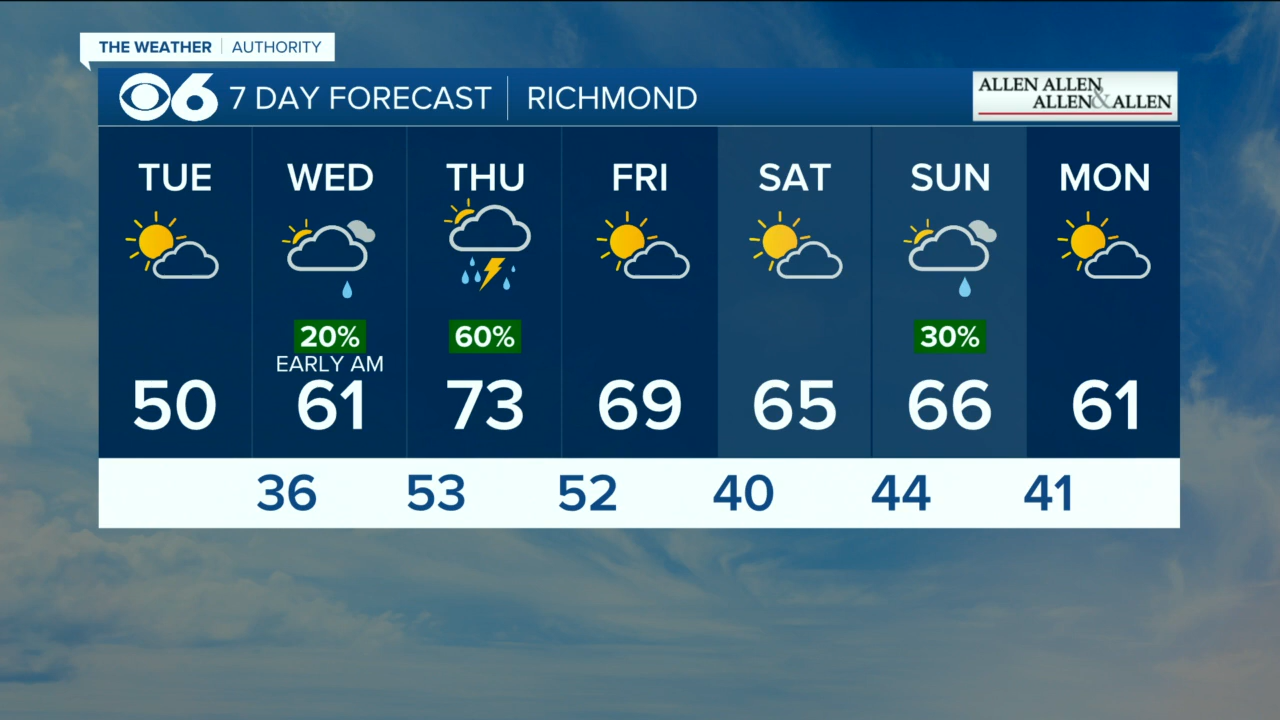 THE WEATHER AUTHORITY
6 7 DAY FORECAST RICHMOND
ALLEN ALLEN
ALLEN & ALLEN
TUE WED THU FRI SAT SUN MON
20% 60% 30%
EARLY AM
50 61 73 69 65 66 61
36 53 52 40 44 41